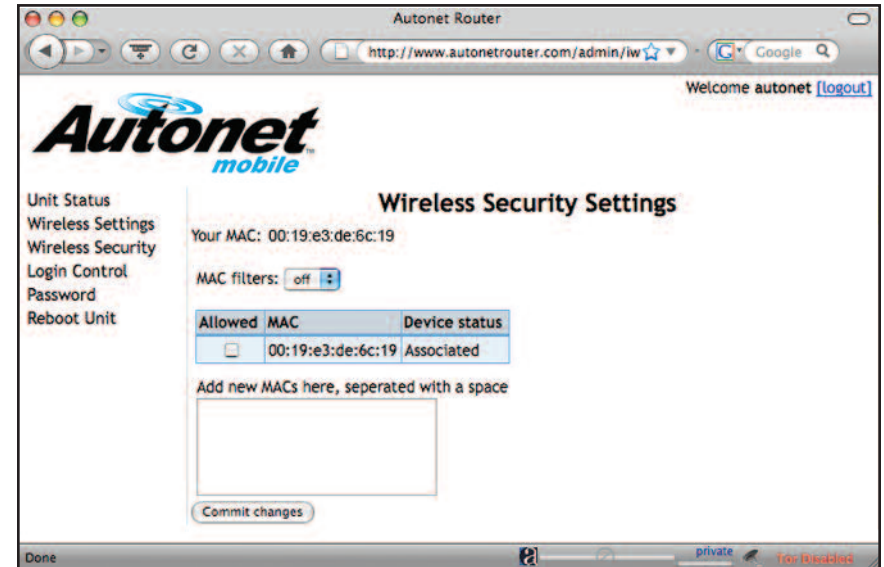 Autonet Router
http://www.autonetrouter.com/admin/iw
Google
Welcome autonet [logout]
Autonet
mobile
Unit Status
Wireless Settings
Wireless Security
Login Control
Password
Reboot Unit
Wireless Security Settings
Your MAC: 00:19:e3:de:6c:19
MAC filters: off
Allowed MAC Device status
00:19:e3:de:6c:19 Associated
Add new MACs here, seperated with a space
Commit changes
Done
private
Tor Disabled